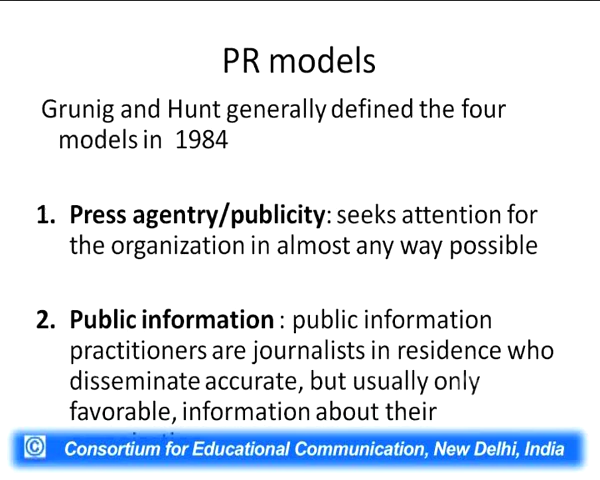 PR models
Grunig and Hunt generally defined the four
models in 1984
1. Press agentry/publicity: seeks attention for
the organization in almost any way possible
2. Public information : public information
practitioners are journalists in residence who
disseminate accurate, but usually only
favorable, information about their
© Consortium for Educational Communication, New Delhi, India